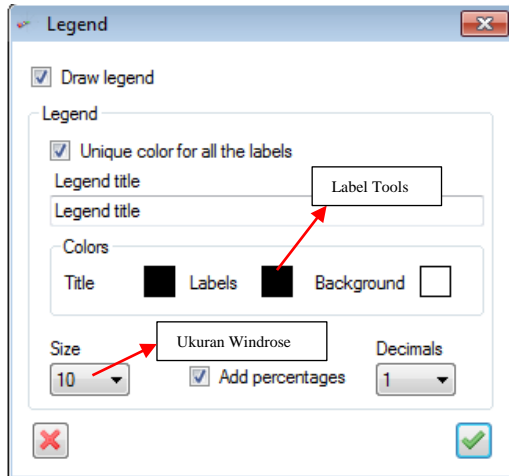 Legend
Draw legend
Legend
Unique color for all the labels
Legend title
Label Tools
Legend title
Colors
Title Labels Background
Size Ukuran Windrose Decimals
10 Add percentages 1